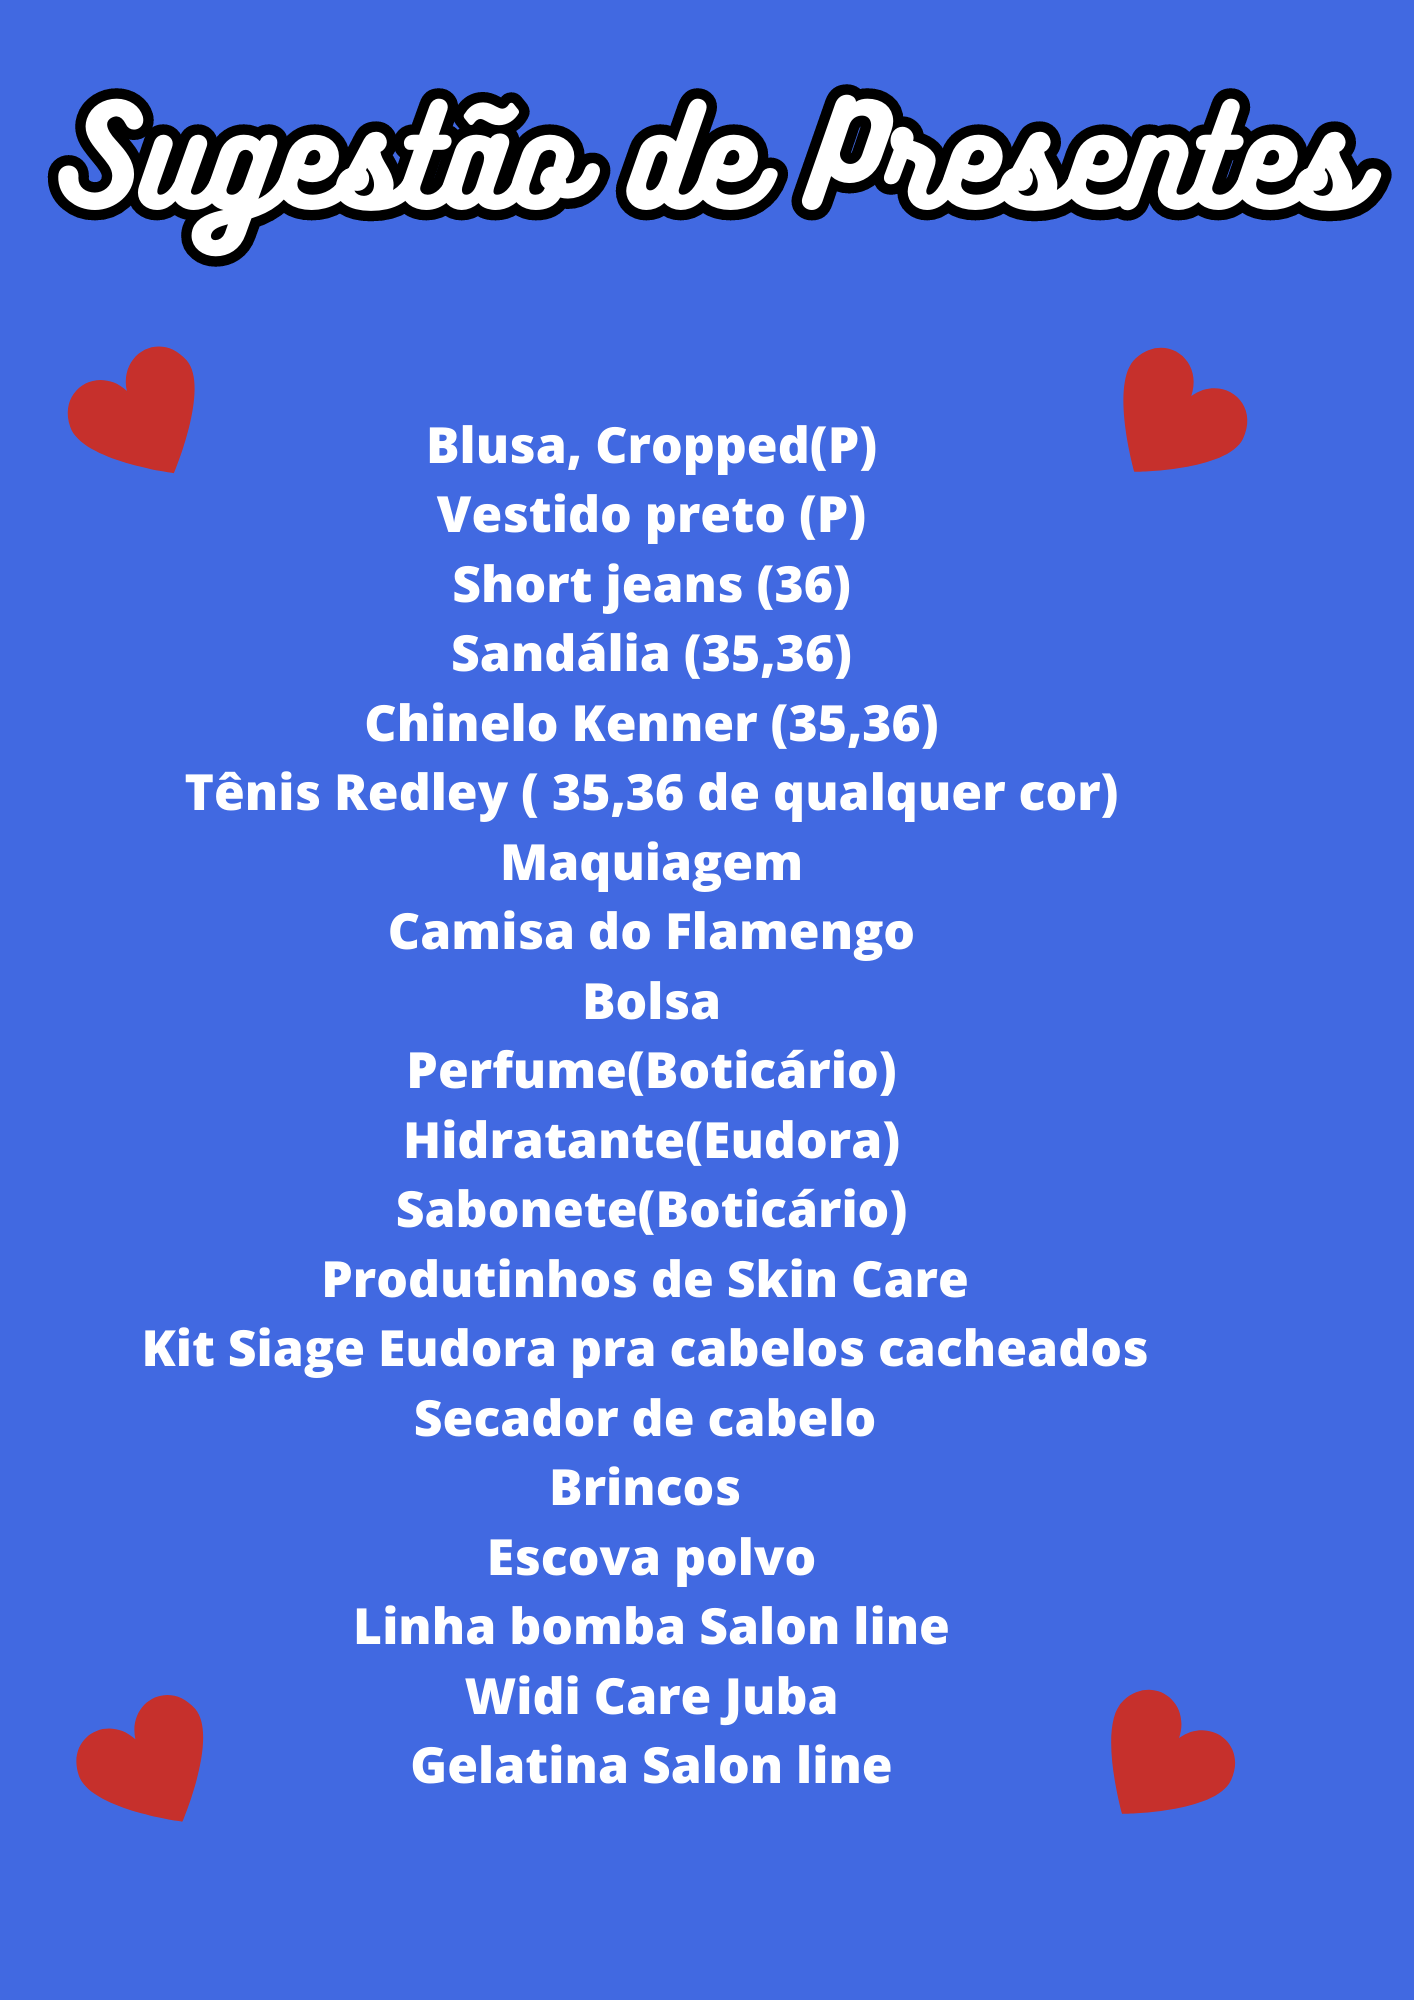 Sugestão de Presentes
Blusa, Cropped(P)
Vestido preto (P)
Short jeans (36)
Sandália (35,36)
Chinelo Kenner (35,36)
Tênis Redley ( 35,36 de qualquer cor)
Maquiagem
Camisa do Flamengo
Bolsa
Perfume(Boticário)
Hidratante(Eudora)
Sabonete(Boticário)
Produtinhos de Skin Care
Kit Siage Eudora pra cabelos cacheados
Secador de cabelo
Brincos
Escova polvo
Linha bomba Salon line
Widi Care Juba
Gelatina Salon line